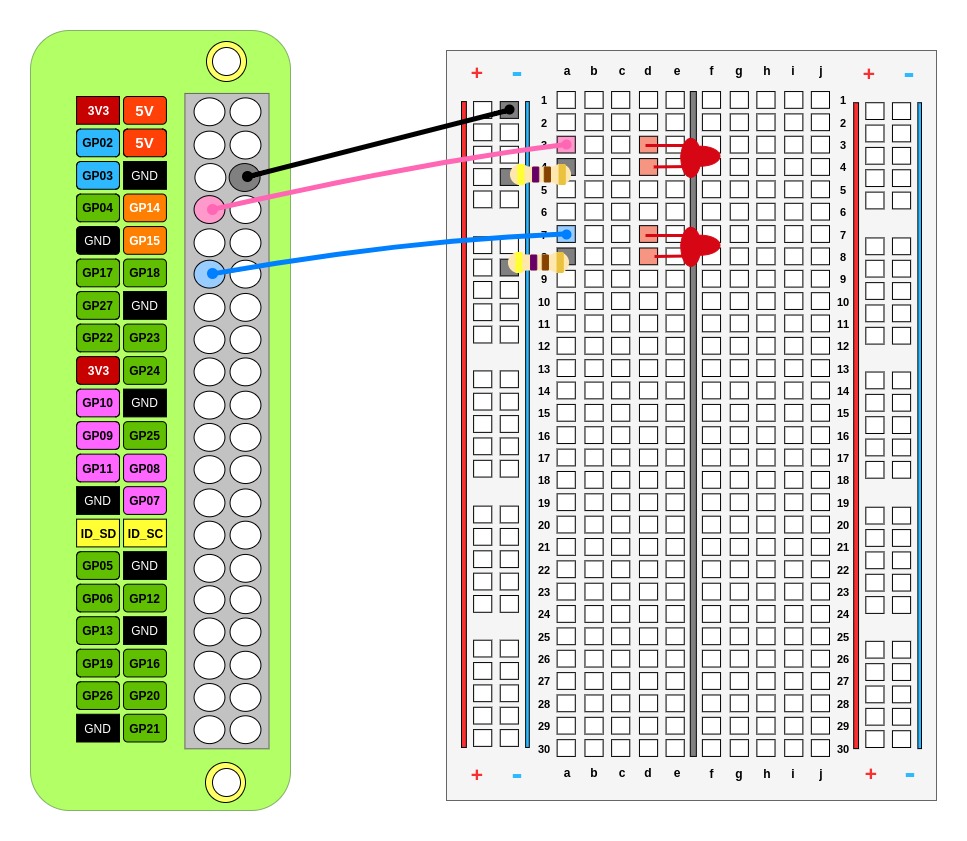 + - a b c d e f g h i j + -
3V3 5V
GP02 5V
GP03 GND
GP04 GP14
GND GP15
GP17 GP18
GP27 GND
GP22 GP23
3V3 GP24
GP10 GND
GP09 GP25
GP11 GP08
GND GP07
ID_SD ID_SC
GP05 GND
GP06 GP12
GP13 GND
GP19 GP16
GP26 GP20
GND GP21
1 1
2 2
3 3
4 4
5 5
6 6
7 7
8 8
9 9
10 10
11 11
12 12
13 13
14 14
15 15
16 16
17 17
18 18
19 19
20 20
21 21
22 22
23 23
24 24
25 25
26 26
27 27
28 28
29 29
30 30
+ - a b c d e f g h i j + -